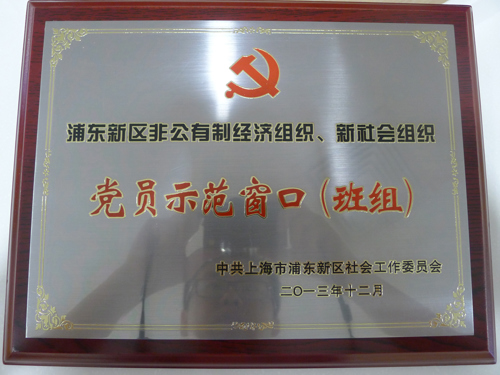 浦东新区非公有制经济组织、新社会组织
党员示范窗口(班组)
中共上海市浦东新区社会工作委员会
二〇一三年十二月